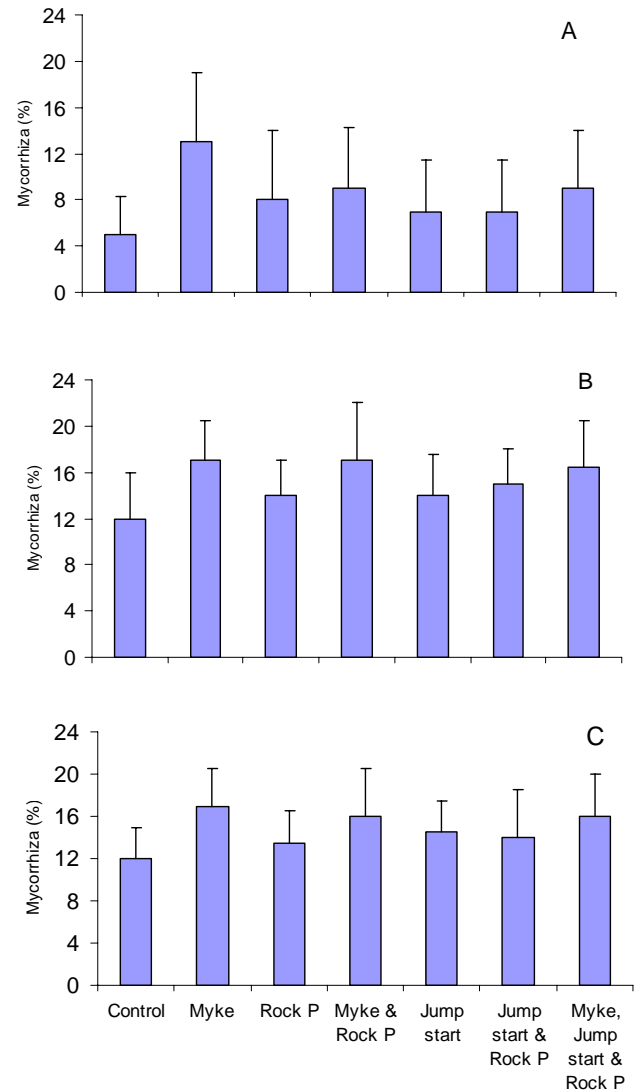 A
24
20
16
12
8
4
0
Mycorrhiza (%)
B
24
20
16
12
8
4
0
Mycorrhiza (%)
C
24
20
16
12
8
4
0
Mycorrhiza (%)
Control Myke Rock P Myke & Jump Jump Myke,
Rock P start start & Jump
Rock P start &
Rock P